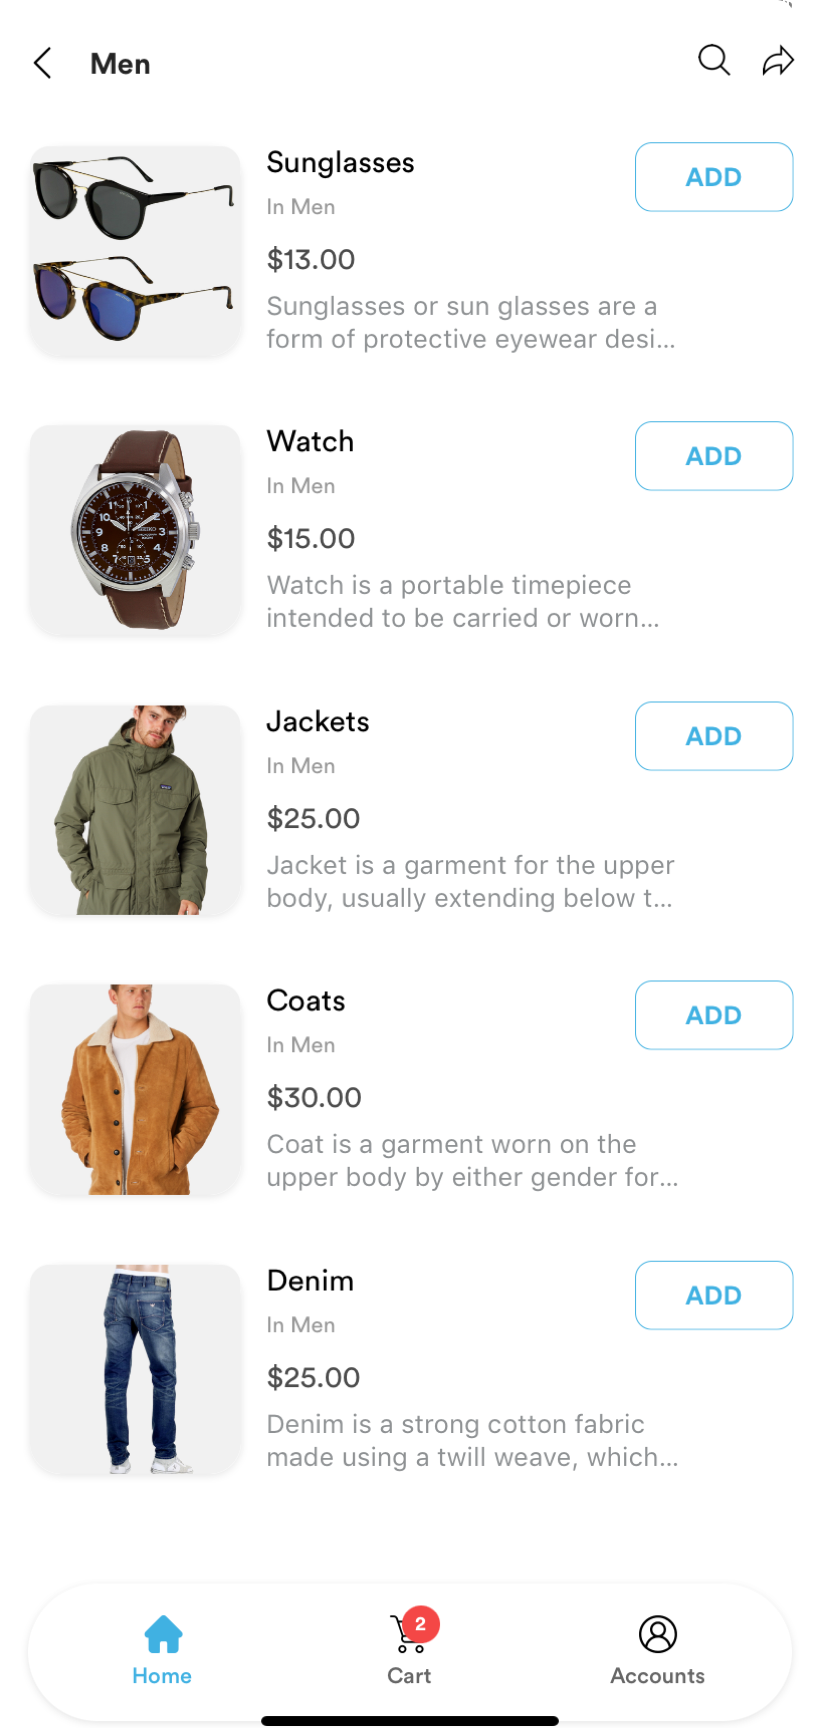 Men
Sunglasses
ADD
In Men
$13.00
Sunglasses or sun glasses are a
form of protective eyewear desi...
Watch
ADD
In Men
$15.00
Watch is a portable timepiece
intended to be carried or worn...
Jackets
ADD
In Men
$25.00
Jacket is a garment for the upper
body, usually extending below t...
Coats
ADD
In Men
$30.00
Coat is a garment worn on the
upper body by either gender for...
Denim
ADD
In Men
$25.00
Denim is a strong cotton fabric
made using a twill weave, which...
2
Home
Cart
Accounts